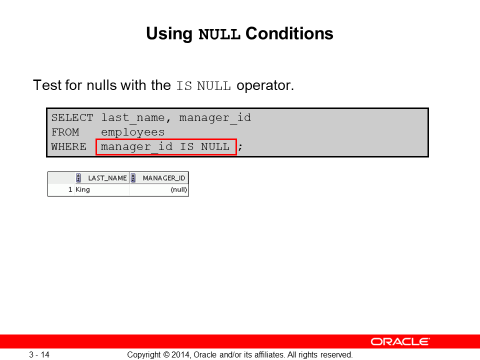 Using NULL Conditions
Test for nulls with the IS NULL operator.
SELECT last_name, manager_id
FROM   employees
WHERE  manager_id IS NULL ;
LAST_NAME MANAGER_ID
1 King (null)
ORACLE
3 - 14 Copyright © 2014, Oracle and/or its affiliates. All rights reserved.